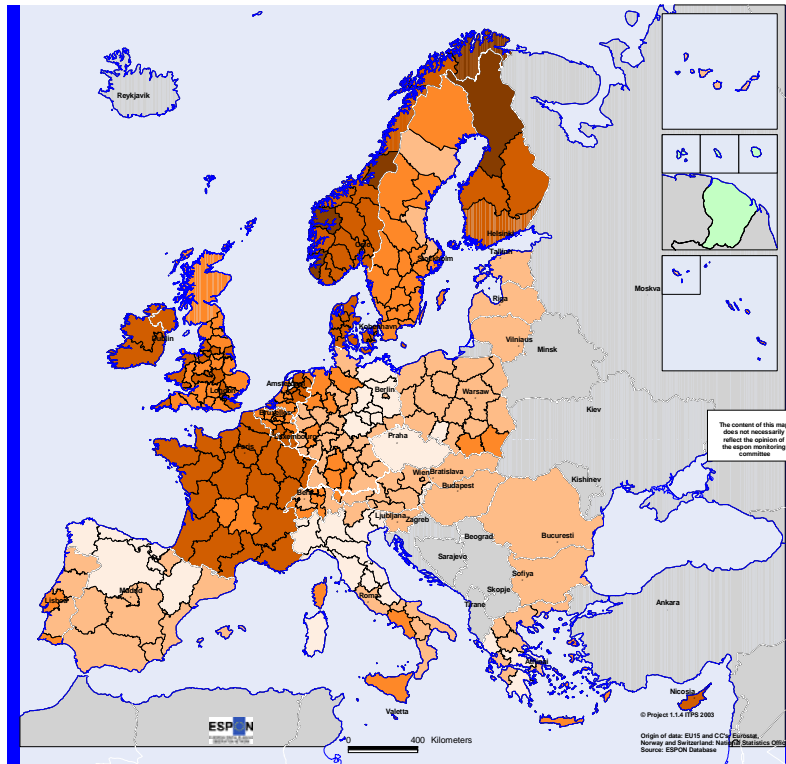 Reykjavik
Oslo
Helsinki
Tallinn
Stockholm
Moskva
Riga
København
Dublin
Vilniaus
Minsk
Amsterdam
Berlin
Warsaw
London
Kiev
Bruxelles
Praha
Luxembourg
Paris
The content of this map
does not necessarily
reflect the opinion of
the espon monitoring
committee
Wien
Bratislava
Kishinev
Budapest
Bern
Ljubljana
Zagreb
Beograd
Bucuresti
Sarajevo
Sofiya
Madrid
Skopje
Roma
Tirane
Ankara
Lisboa
Nicosia
Valetta
© Project 1.1.4 ITPS 2003
ESPON
0 400 Kilometers
Origin of data: EU15 and CC's: Eurostat,
Norway and Switzerland: National Statistics Offic
Source: ESPON Database